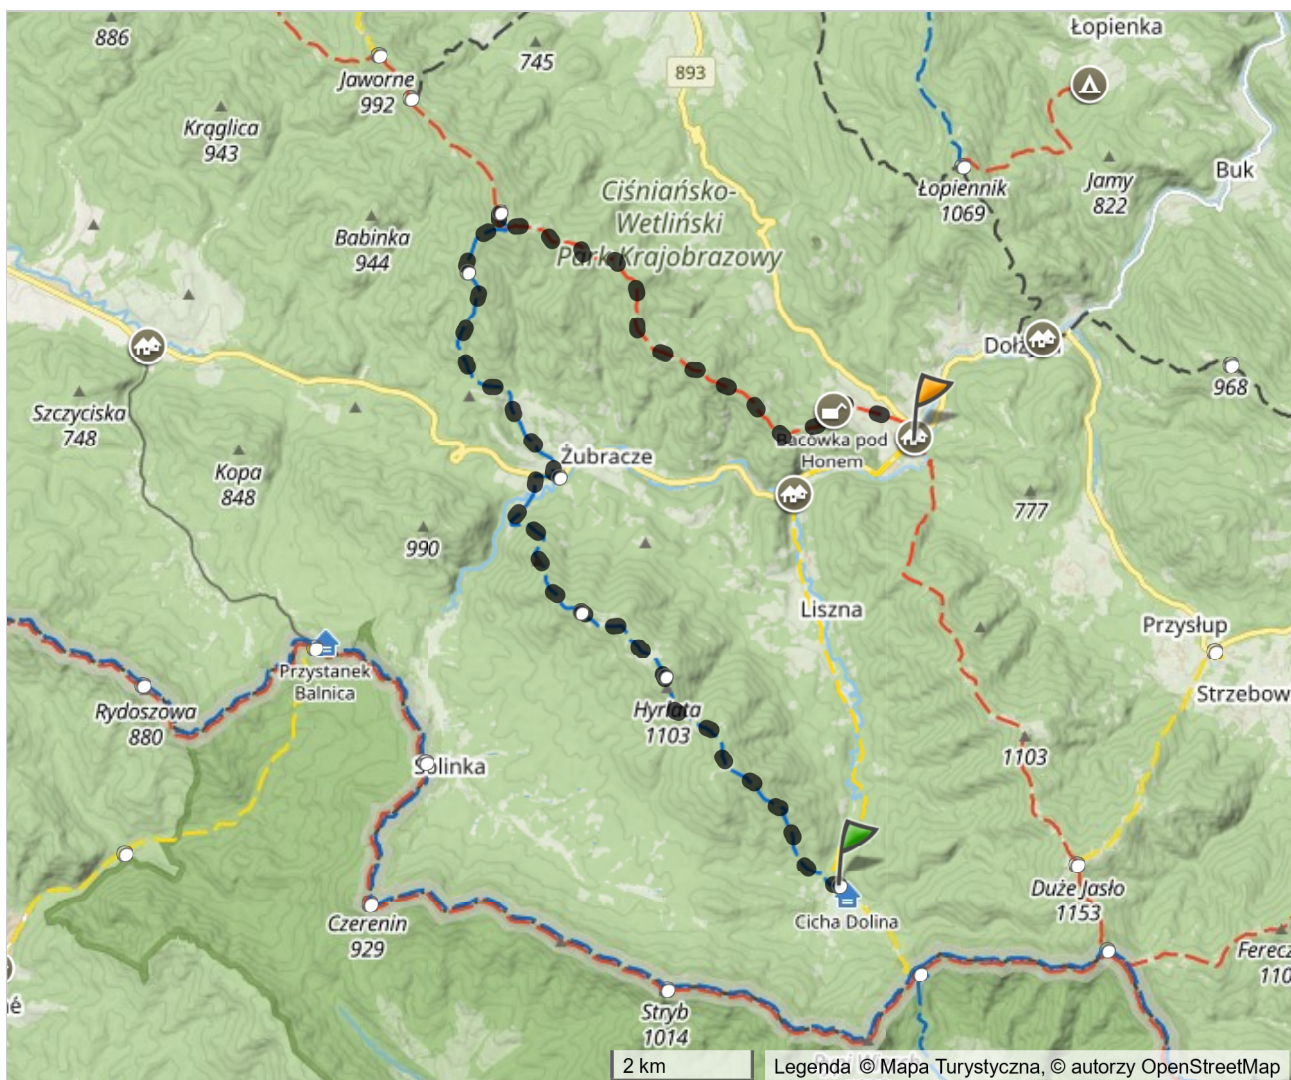 Łopienka
886
745
893
Jaworne
992
Krąglica
943
Buk
Jamy
822
Łopiennik
1069
Ciśniańsko-
Wetliński
Park Krajobrazowy
Babinka
944
968
Szczyciska
748
Bacówka pod
Honem
Żubracze
Kopa
848
777
990
Liszna
Przysłup
Przystanek
Balnica
Strzebow
Rydoszowa
880
Hyrlata
1103
1103
Solinka
Duże Jasło
1153
Cicha Dolina
Czerenin
929
Ferecz
110
né
Stryb
1014
2 km
Legenda © Mapa Turystyczna, © autorzy OpenStreetMap